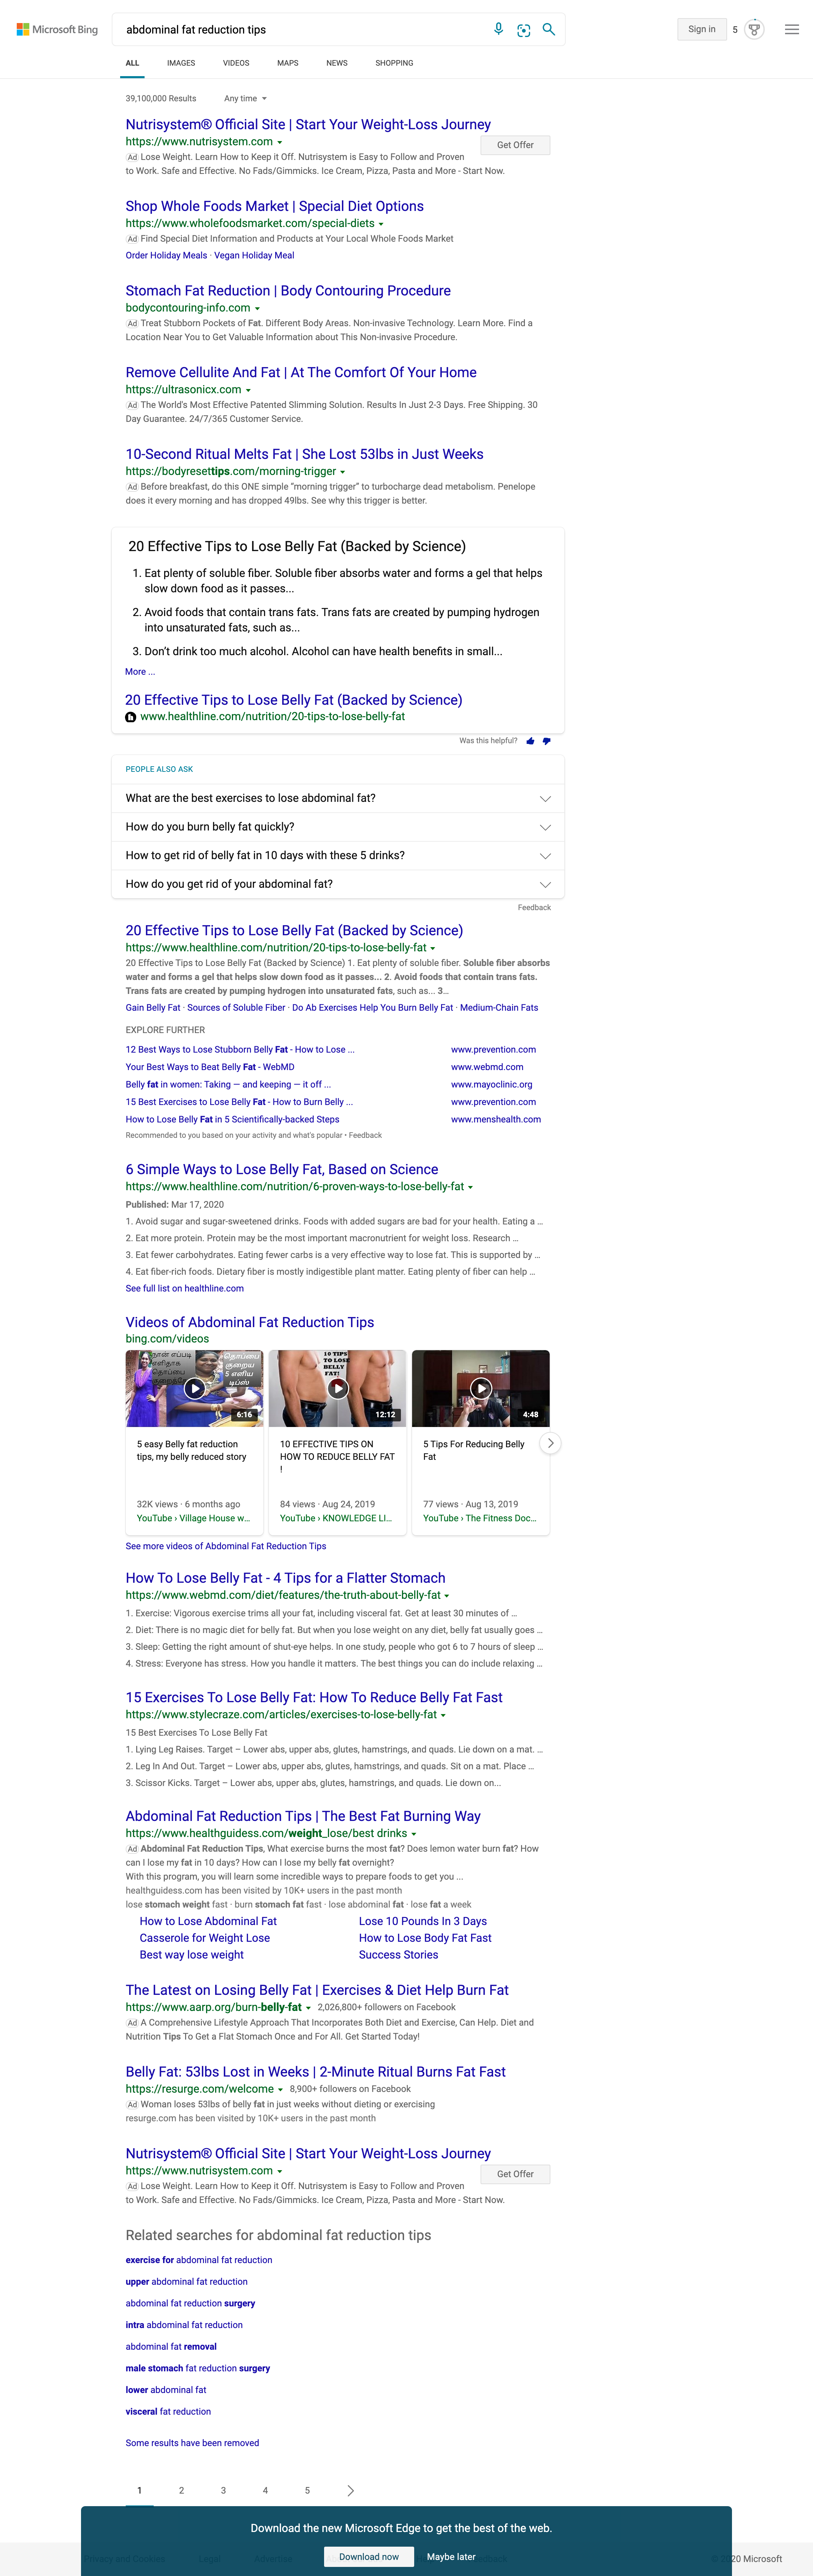 Microsoft Bing
abdominal fat reduction tips
Sign in
5
ALL IMAGES VIDEOS MAPS NEWS SHOPPING
39,100,000 Results Any time
Nutrisystem® Official Site | Start Your Weight-Loss Journey
https://www.nutrisystem.com
Get Offer
Ad Lose Weight. Learn How to Keep it Off. Nutrisystem is Easy to Follow and Proven
to Work. Safe and Effective. No Fads/Gimmicks. Ice Cream, Pizza, Pasta and More - Start Now.
Shop Whole Foods Market | Special Diet Options
https://www.wholefoodsmarket.com/special-diets
Ad Find Special Diet Information and Products at Your Local Whole Foods Market
Order Holiday Meals · Vegan Holiday Meal
Stomach Fat Reduction | Body Contouring Procedure
bodycontouring-info.com
Ad Treat Stubborn Pockets of Fat. Different Body Areas. Non-invasive Technology. Learn More. Find a
Location Near You to Get Valuable Information about This Non-invasive Procedure.
Remove Cellulite And Fat | At The Comfort Of Your Home
https://ultrasonicx.com
Ad The World's Most Effective Patented Slimming Solution. Results In Just 2-3 Days. Free Shipping. 30
Day Guarantee. 24/7/365 Customer Service.
10-Second Ritual Melts Fat | She Lost 53lbs in Just Weeks
https://bodyresettips.com/morning-trigger
Ad Before breakfast, do this ONE simple “morning trigger” to turbocharge dead metabolism. Penelope
does it every morning and has dropped 49lbs. See why this trigger is better.
20 Effective Tips to Lose Belly Fat (Backed by Science)
1. Eat plenty of soluble fiber. Soluble fiber absorbs water and forms a gel that helps
slow down food as it passes...
2. Avoid foods that contain trans fats. Trans fats are created by pumping hydrogen
into unsaturated fats, such as...
3. Don’t drink too much alcohol. Alcohol can have health benefits in small...
More ...
20 Effective Tips to Lose Belly Fat (Backed by Science)
www.healthline.com/nutrition/20-tips-to-lose-belly-fat
Was this helpful?
PEOPLE ALSO ASK
What are the best exercises to lose abdominal fat?
How do you burn belly fat quickly?
How to get rid of belly fat in 10 days with these 5 drinks?
How do you get rid of your abdominal fat?
Feedback
20 Effective Tips to Lose Belly Fat (Backed by Science)
https://www.healthline.com/nutrition/20-tips-to-lose-belly-fat
20 Effective Tips to Lose Belly Fat (Backed by Science) 1. Eat plenty of soluble fiber. Soluble fiber absorbs
water and forms a gel that helps slow down food as it passes... 2. Avoid foods that contain trans fats.
Trans fats are created by pumping hydrogen into unsaturated fats, such as... 3…
Gain Belly Fat · Sources of Soluble Fiber · Do Ab Exercises Help You Burn Belly Fat · Medium-Chain Fats
EXPLORE FURTHER
12 Best Ways to Lose Stubborn Belly Fat - How to Lose ... www.prevention.com
Your Best Ways to Beat Belly Fat - WebMD www.webmd.com
Belly fat in women: Taking — and keeping — it off ... www.mayoclinic.org
15 Best Exercises to Lose Belly Fat - How to Burn Belly ... www.prevention.com
How to Lose Belly Fat in 5 Scientifically-backed Steps www.menshealth.com
Recommended to you based on your activity and what's popular • Feedback
6 Simple Ways to Lose Belly Fat, Based on Science
https://www.healthline.com/nutrition/6-proven-ways-to-lose-belly-fat
Published: Mar 17, 2020
1. Avoid sugar and sugar-sweetened drinks. Foods with added sugars are bad for your health. Eating a …
2. Eat more protein. Protein may be the most important macronutrient for weight loss. Research …
3. Eat fewer carbohydrates. Eating fewer carbs is a very effective way to lose fat. This is supported by …
4. Eat fiber-rich foods. Dietary fiber is mostly indigestible plant matter. Eating plenty of fiber can help …
See full list on healthline.com
Videos of Abdominal Fat Reduction Tips
bing.com/videos
10 TIPS
TO LOSE
BELLY
FAT!
6:16 12:12 4:48
5 easy Belly fat reduction
tips, my belly reduced story
32K views · 6 months ago
YouTube › Village House w...
10 EFFECTIVE TIPS ON
HOW TO REDUCE BELLY FAT
!
84 views · Aug 24, 2019
YouTube › KNOWLEDGE LI...
5 Tips For Reducing Belly
Fat
77 views · Aug 13, 2019
YouTube › The Fitness Doc...
See more videos of Abdominal Fat Reduction Tips
How To Lose Belly Fat - 4 Tips for a Flatter Stomach
https://www.webmd.com/diet/features/the-truth-about-belly-fat
1. Exercise: Vigorous exercise trims all your fat, including visceral fat. Get at least 30 minutes of …
2. Diet: There is no magic diet for belly fat. But when you lose weight on any diet, belly fat usually goes …
3. Sleep: Getting the right amount of shut-eye helps. In one study, people who got 6 to 7 hours of sleep …
4. Stress: Everyone has stress. How you handle it matters. The best things you can do include relaxing …
15 Exercises To Lose Belly Fat: How To Reduce Belly Fat Fast
https://www.stylecraze.com/articles/exercises-to-lose-belly-fat
15 Best Exercises To Lose Belly Fat
1. Lying Leg Raises. Target – Lower abs, upper abs, glutes, hamstrings, and quads. Lie down on a mat. …
2. Leg In And Out. Target – Lower abs, upper abs, glutes, hamstrings, and quads. Sit on a mat. Place …
3. Scissor Kicks. Target – Lower abs, upper abs, glutes, hamstrings, and quads. Lie down on...
Abdominal Fat Reduction Tips | The Best Fat Burning Way
https://www.healthguidess.com/weight_lose/best drinks
Ad Abdominal Fat Reduction Tips, What exercise burns the most fat? Does lemon water burn fat? How
can I lose my fat in 10 days? How can I lose my belly fat overnight?
With this program, you will learn some incredible ways to prepare foods to get you ...
healthguidess.com has been visited by 10K+ users in the past month
lose stomach weight fast · burn stomach fat fast · lose abdominal fat · lose fat a week
How to Lose Abdominal Fat Lose 10 Pounds In 3 Days
Casserole for Weight Lose How to Lose Body Fat Fast
Best way lose weight Success Stories
The Latest on Losing Belly Fat | Exercises & Diet Help Burn Fat
https://www.aarp.org/burn-belly-fat 2,026,800+ followers on Facebook
Ad A Comprehensive Lifestyle Approach That Incorporates Both Diet and Exercise, Can Help. Diet and
Nutrition Tips To Get a Flat Stomach Once and For All. Get Started Today!
Belly Fat: 53lbs Lost in Weeks | 2-Minute Ritual Burns Fat Fast
https://resurge.com/welcome 8,900+ followers on Facebook
Ad Woman loses 53lbs of belly fat in just weeks without dieting or exercising
resurge.com has been visited by 10K+ users in the past month
Nutrisystem® Official Site | Start Your Weight-Loss Journey
https://www.nutrisystem.com
Get Offer
Ad Lose Weight. Learn How to Keep it Off. Nutrisystem is Easy to Follow and Proven
to Work. Safe and Effective. No Fads/Gimmicks. Ice Cream, Pizza, Pasta and More - Start Now.
Related searches for abdominal fat reduction tips
exercise for abdominal fat reduction
upper abdominal fat reduction
abdominal fat reduction surgery
intra abdominal fat reduction
abdominal fat removal
male stomach fat reduction surgery
lower abdominal fat
visceral fat reduction
Some results have been removed
1 2 3 4 5
Download the new Microsoft Edge to get the best of the web.
Download now Maybe later
20 Microsoft